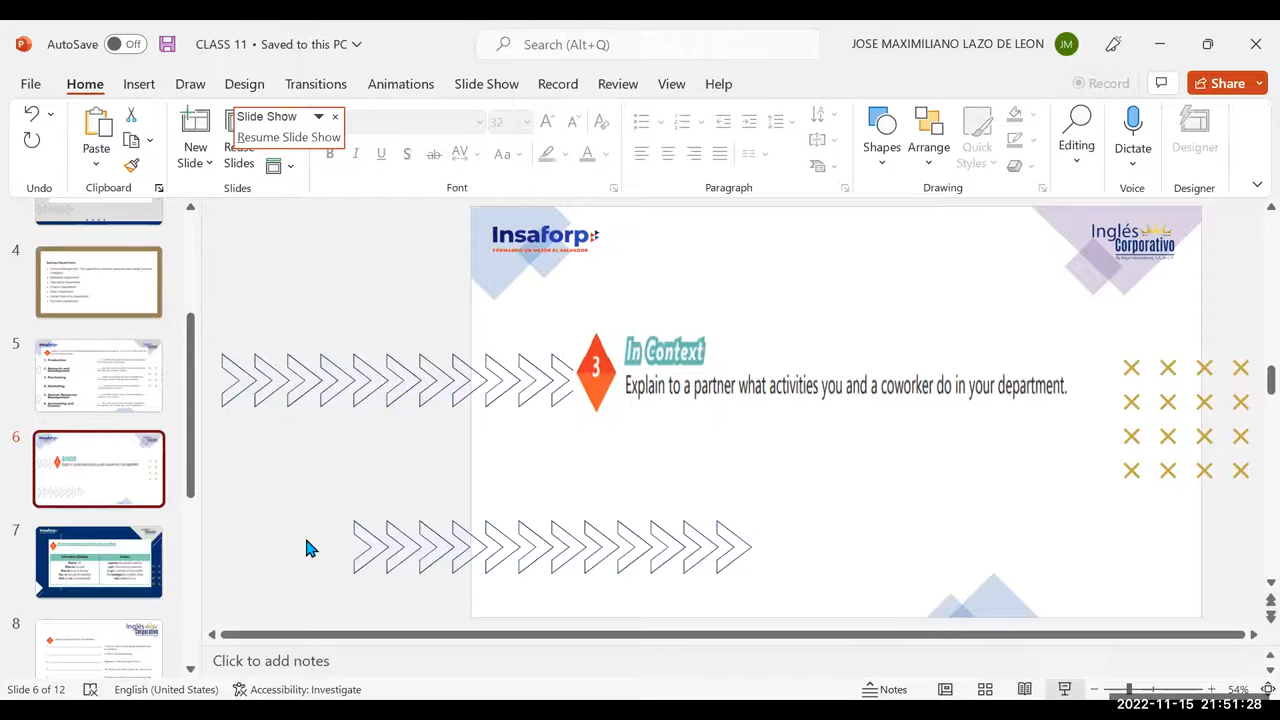 AutoSave Off CLASS 11 • Saved to this PC Search (Alt+Q) JOSE MAXIMILIANO LAZO DE LEON JM
File Home Insert Draw Design Transitions Animations Slide Show Record Review View Help Record Share
Slide Show
Resume Slide Show
Paste New Slide Reuse Slides Shapes Arrange Quick Styles Editing Dictate Designer
Undo Clipboard Slides Font Paragraph Drawing Voice Designer
4
5
6
7
8
Insaforp
FORMANDO UN MEJOR EL SALVADOR
Inglés
Corporativo
3
In Context
Explain to a partner what activities you and a coworker do in your department.
Click to add notes
Slide 6 of 12 English (United States) Accessibility: Investigate Notes 54%
2022-11-15 21:51:28